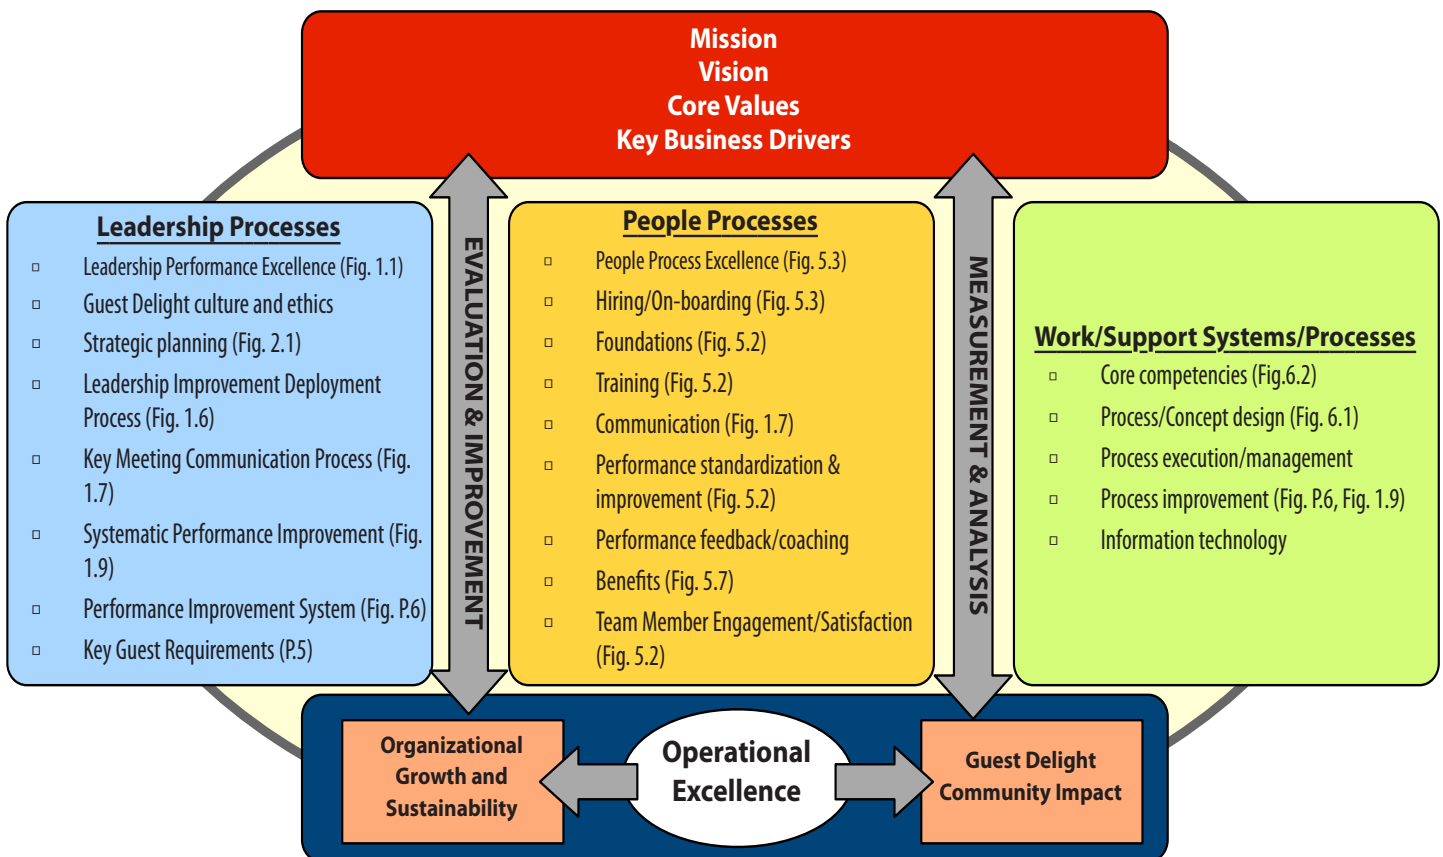 Mission
Vision
Core Values
Key Business Drivers
Leadership Processes
Leadership Performance Excellence (Fig. 1.1)
Guest Delight culture and ethics
Strategic planning (Fig. 2.1)
Leadership Improvement Deployment
Process (Fig. 1.6)
Key Meeting Communication Process (Fig.
1.7)
Systematic Performance Improvement (Fig.
1.9)
Performance Improvement System (Fig. P.6)
Key Guest Requirements (P.5)
EVALUATION & IMPROVEMENT
People Processes
People Process Excellence (Fig. 5.3)
Hiring/On-boarding (Fig. 5.3)
Foundations (Fig. 5.2)
Training (Fig. 5.2)
Communication (Fig. 1.7)
Performance standardization &
improvement (Fig. 5.2)
Performance feedback/coaching
Benefits (Fig. 5.7)
Team Member Engagement/Satisfaction
(Fig. 5.2)
MEASUREMENT & ANALYSIS
Work/Support Systems/Processes
Core competencies (Fig.6.2)
Process/Concept design (Fig. 6.1)
Process execution/management
Process improvement (Fig. P.6, Fig. 1.9)
Information technology
Organizational
Growth and
Sustainability
Operational
Excellence
Guest Delight
Community Impact